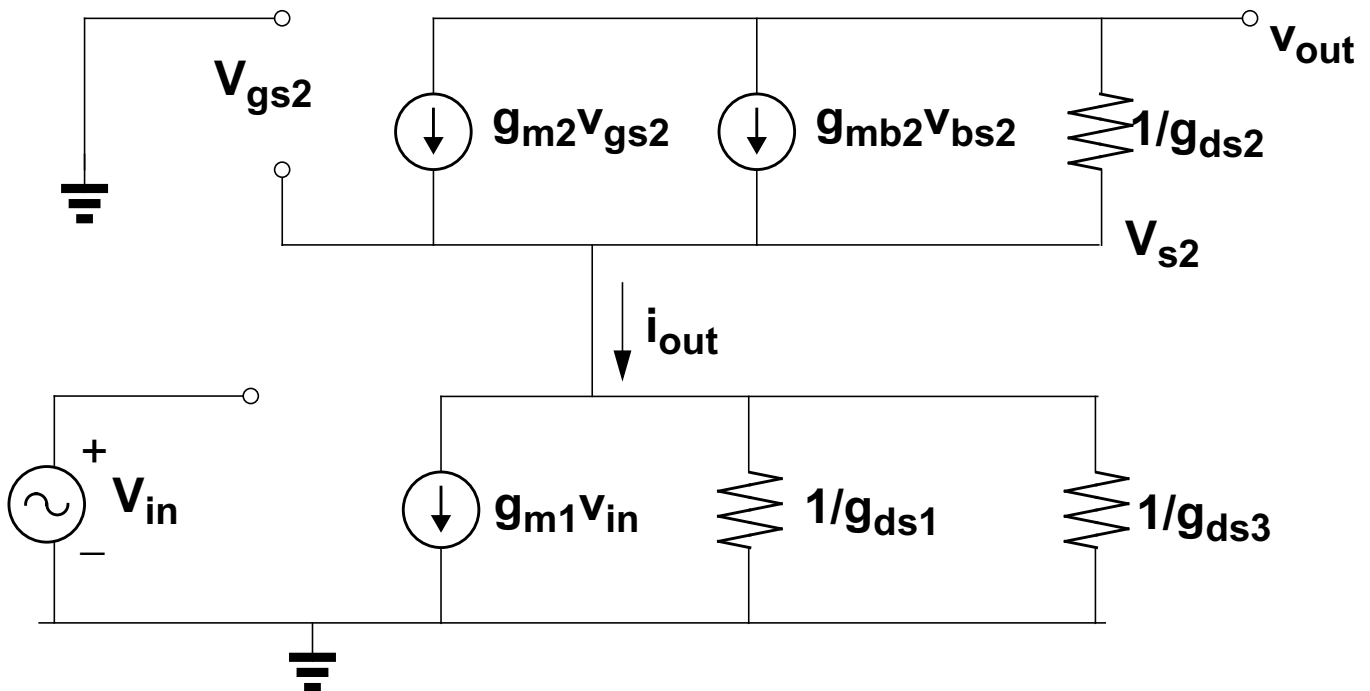 vout
Vgs2
gm2vgs2
gmb2vbs2
1/gds2
Vs2
iout
+
Vin
–
gm1vin
1/gds1
1/gds3